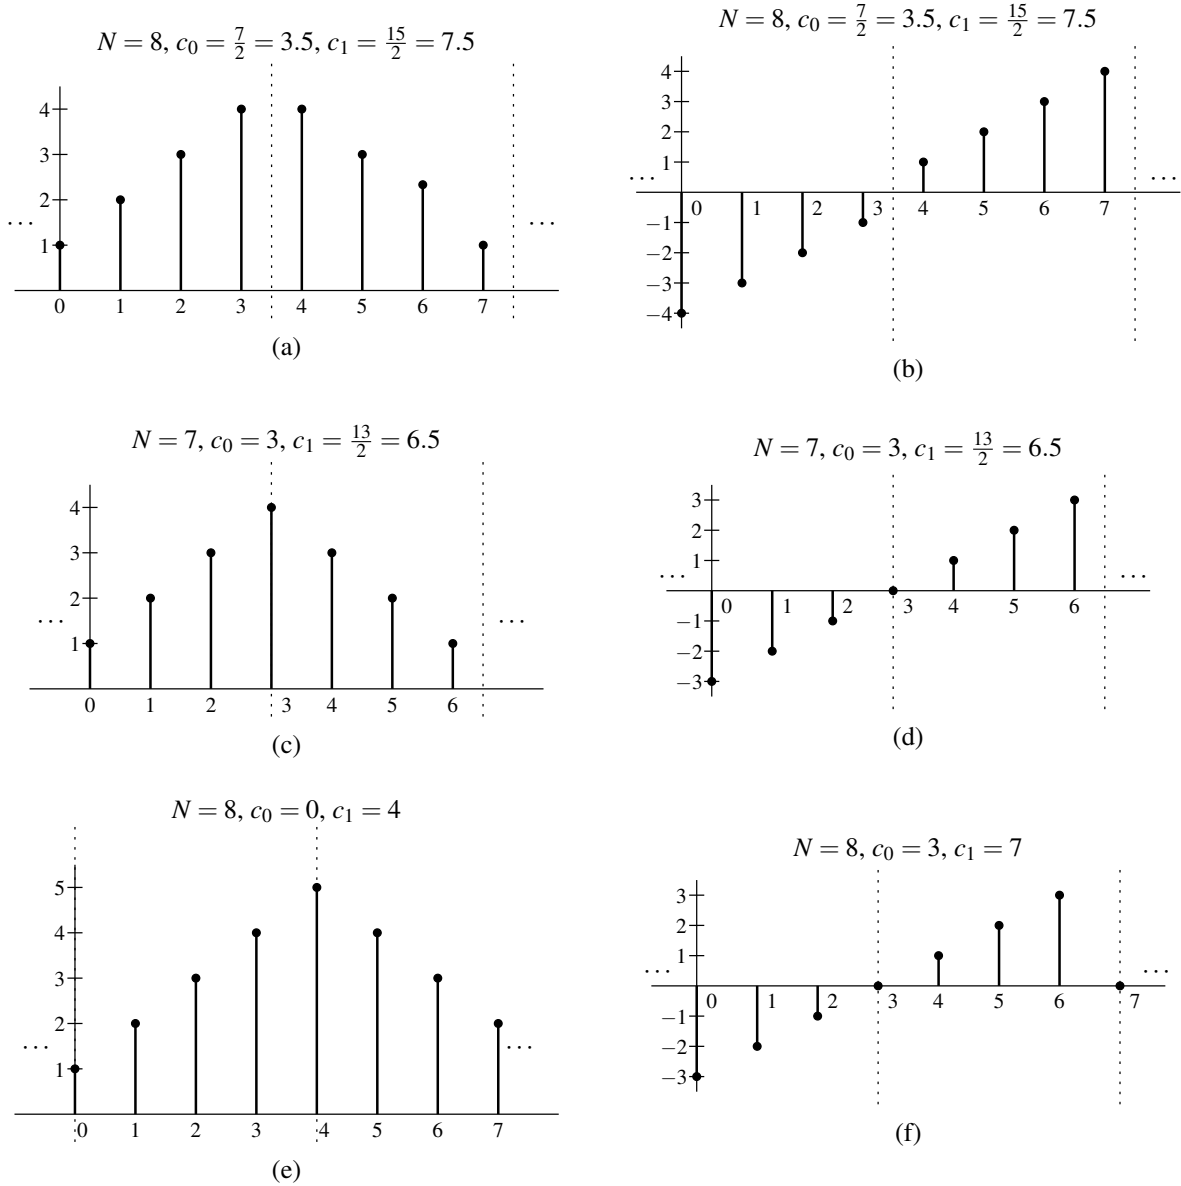 N = 8, c₀ = 7/2 = 3.5, c₁ = 15/2 = 7.5
4
3
2
1
... ...
0 1 2 3 4 5 6 7
(a)
N = 8, c₀ = 7/2 = 3.5, c₁ = 15/2 = 7.5
4
3
2
1
... ...
0 1 2 3 4 5 6 7
−1
−2
−3
−4
(b)
N = 7, c₀ = 3, c₁ = 13/2 = 6.5
4
3
2
1
... ...
0 1 2 3 4 5 6
(c)
N = 7, c₀ = 3, c₁ = 13/2 = 6.5
3
2
1
... ...
0 1 2 3 4 5 6
−1
−2
−3
(d)
N = 8, c₀ = 0, c₁ = 4
5
4
3
2
... ...
1
0 1 2 3 4 5 6 7
(e)
N = 8, c₀ = 3, c₁ = 7
3
2
1
... ...
0 1 2 3 4 5 6 7
−1
−2
−3
(f)